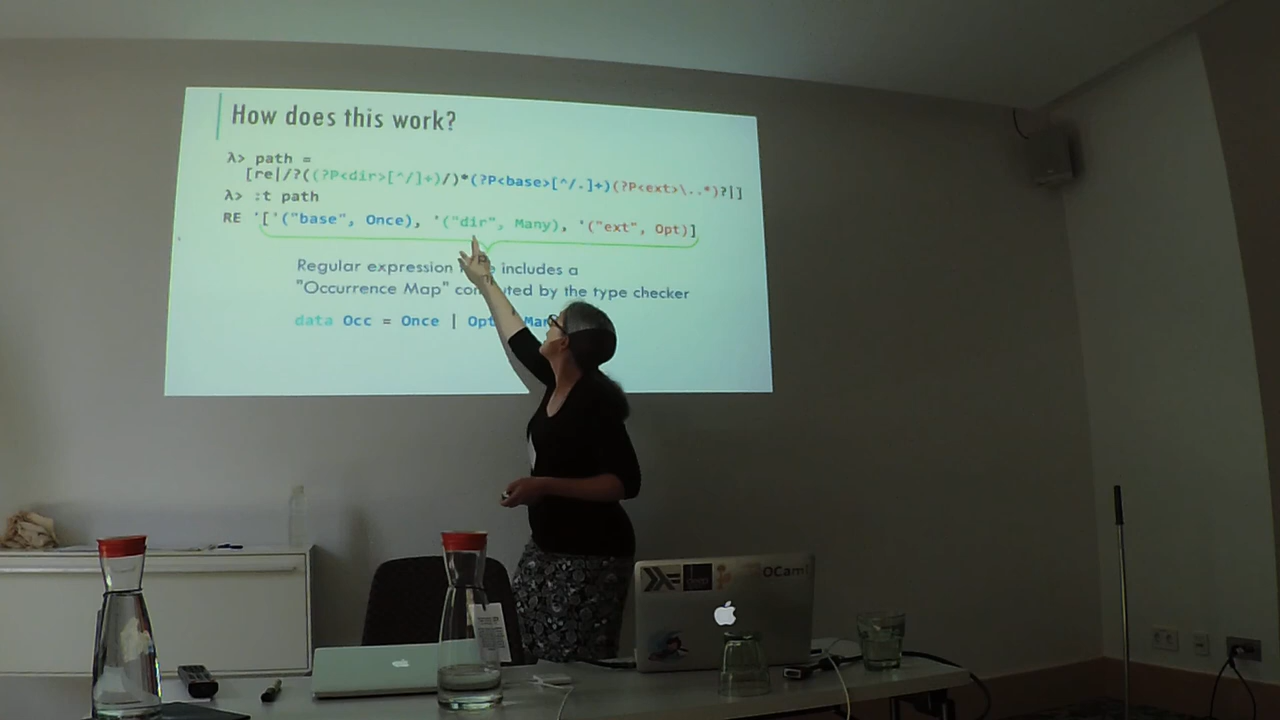 How does this work?
λ> path =
[re|/?((?P<dir>[^/]+)/)*(?P<base>[^/.]+)(?P<ext>\..*)?|]
λ> :t path
RE '['("base", Once), '("dir", Many), '("ext", Opt)]
Regular expression includes a
"Occurrence Map" computed by the type checker
data Occ = Once | Opt
OCaml